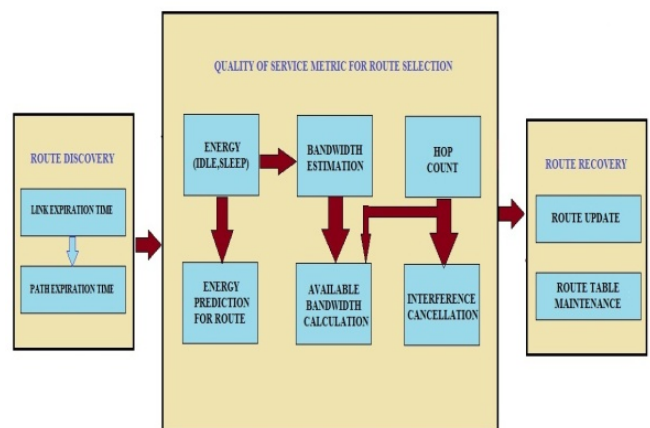 QUALITY OF SERVICE METRIC FOR ROUTE SELECTION
ROUTE DISCOVERY
LINK EXPIRATION TIME
PATH EXPIRATION TIME
ENERGY
(IDLE,SLEEP)
BANDWIDTH
ESTIMATION
HOP
COUNT
ENERGY
PREDICTION
FOR ROUTE
AVAILABLE
BANDWIDTH
CALCULATION
INTERFERENCE
CANCELLATION
ROUTE RECOVERY
ROUTE UPDATE
ROUTE TABLE
MAINTENANCE